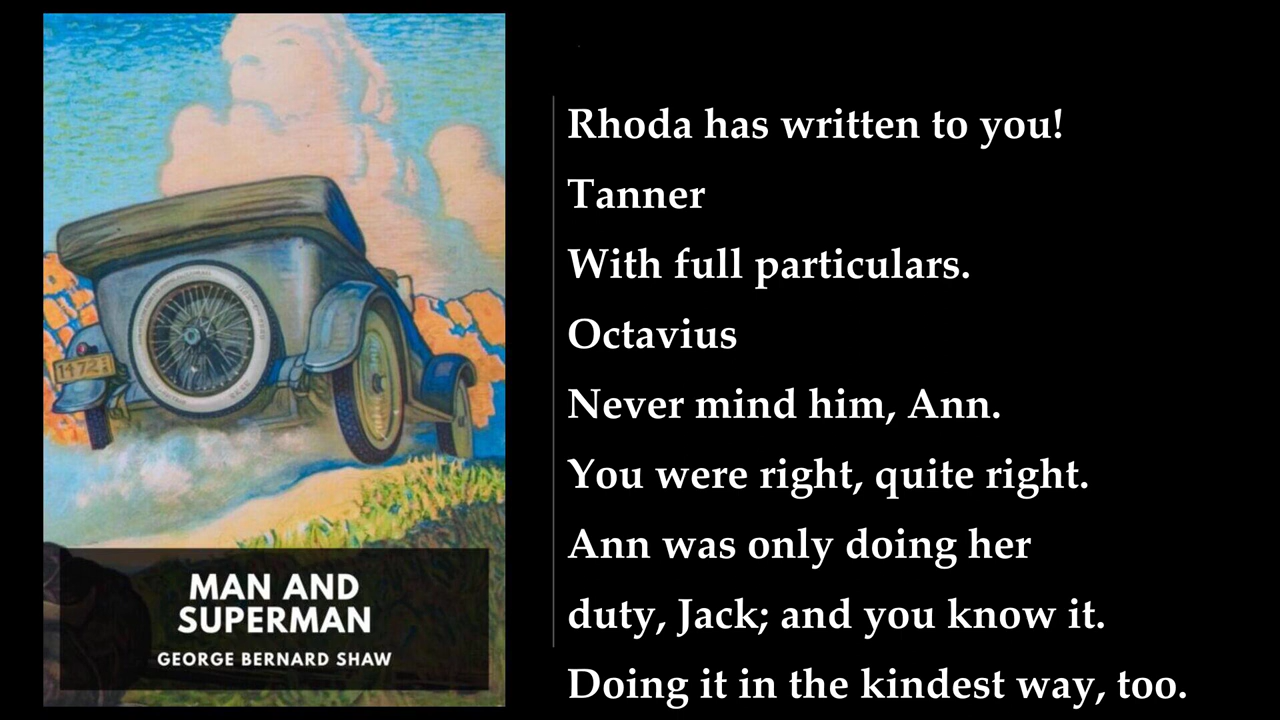 1472
MAN AND
SUPERMAN
GEORGE BERNARD SHAW
Rhoda has written to you!
Tanner
With full particulars.
Octavius
Never mind him, Ann.
You were right, quite right.
Ann was only doing her
duty, Jack; and you know it.
Doing it in the kindest way, too.